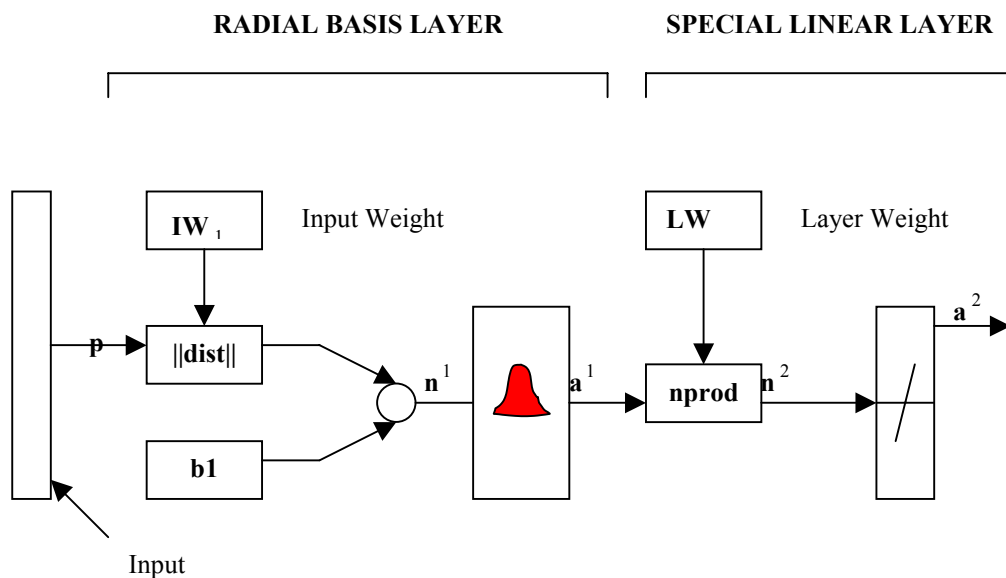 RADIAL BASIS LAYER
SPECIAL LINEAR LAYER
IW 1
Input Weight
LW
Layer Weight
a 2
p
||dist||
n 1
a 1
nprod
n 2
b1
Input